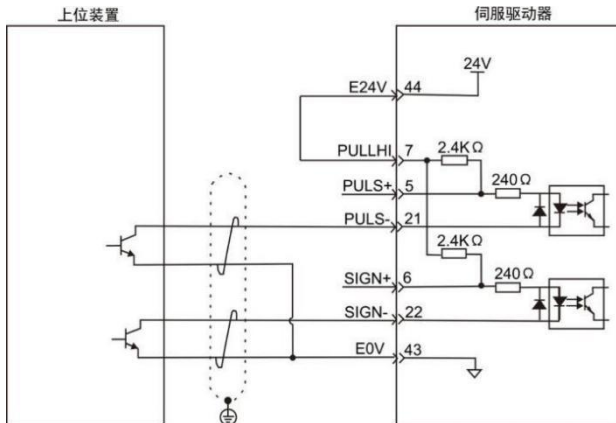 上位装置
伺服驱动器
24V
E24V 44
PULLHI 7 2.4KΩ
PULS+ 5 240Ω
PULS- 21
2.4KΩ
SIGN+ 6 240Ω
SIGN- 22
E0V 43